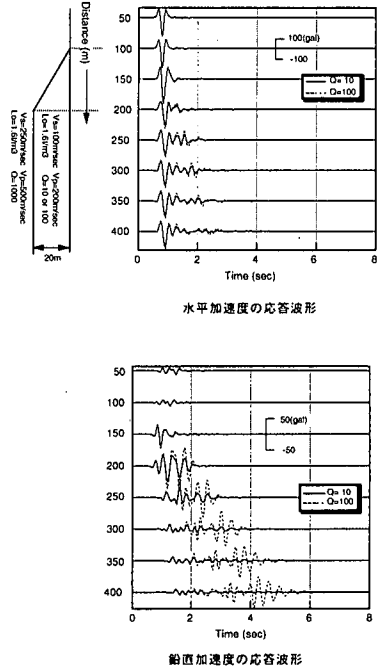 Distance (m)
50
100
150
200
250
300
350
400
100(gal)
-100
Q= 10
Q=100
Vs=100m/sec Vp=200m/sec
Lo=1.6t/m3 Q=10 or 100
Vs=250m/sec Vp=500m/sec
Lo=1.6t/m3 Q=1000
20m
0
2
4
6
8
Time (sec)
水平加速度の応答波形
50
100
150
200
250
300
350
400
50(gal)
-50
Q= 10
Q=100
0
2
4
6
8
Time (sec)
鉛直加速度の応答波形